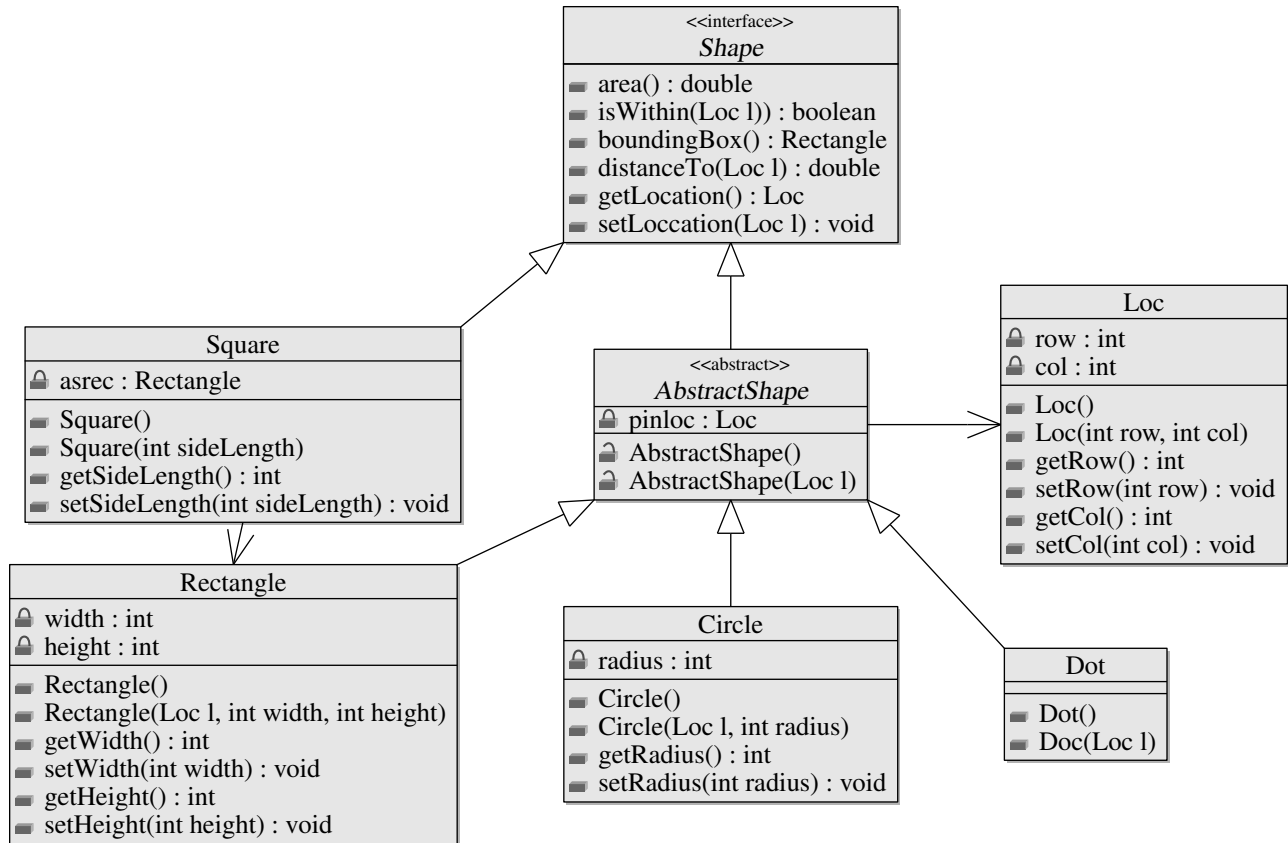 <<interface>>
Shape
area() : double
isWithin(Loc l)) : boolean
boundingBox() : Rectangle
distanceTo(Loc l) : double
getLocation() : Loc
setLoccation(Loc l) : void
Square
asrec : Rectangle
Square()
Square(int sideLength)
getSideLength() : int
setSideLength(int sideLength) : void
<<abstract>>
AbstractShape
pinloc : Loc
AbstractShape()
AbstractShape(Loc l)
Loc
row : int
col : int
Loc()
Loc(int row, int col)
getRow() : int
setRow(int row) : void
getCol() : int
setCol(int col) : void
Rectangle
width : int
height : int
Rectangle()
Rectangle(Loc l, int width, int height)
getWidth() : int
setWidth(int width) : void
getHeight() : int
setHeight(int height) : void
Circle
radius : int
Circle()
Circle(Loc l, int radius)
getRadius() : int
setRadius(int radius) : void
Dot
Dot()
Doc(Loc l)